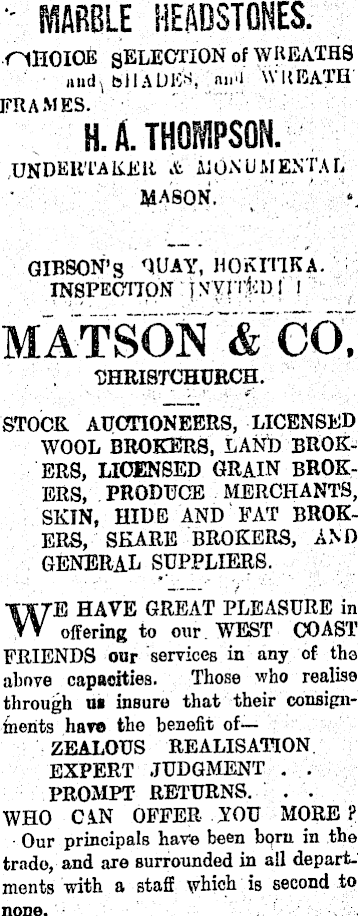 MARBLE HEADSTONES.
CHOICE SELECTION of WREATHS
and SHADES, and WREATH
FRAMES.
H. A. THOMPSON.
UNDERTAKER & MONUMENTAL
MASON.
GIBSON'S QUAY, HOKITIKA.
INSPECTION INVITED! !
MATSON & CO,
CHRISTCHURCH.
STOCK AUCTIONEERS, LICENSED
WOOL BROKERS, LAND BROK-
ERS, LICENSED GRAIN BROK-
ERS, PRODUCE MERCHANTS,
SKIN, HIDE AND FAT BROK-
ERS, SHARE BROKERS, AND
GENERAL SUPPLIERS.
WE HAVE GREAT PLEASURE in
offering to our WEST COAST
FRIENDS our services in any of the
above capacities. Those who realise
through us insure that their consign-
ments have the benefit of—
ZEALOUS REALISATION
EXPERT JUDGMENT . .
PROMPT RETURNS. . .
WHO CAN OFFER YOU MORE?
Our principals have been born in the
trade, and are surrounded in all depart-
ments with a staff which is second to
none.